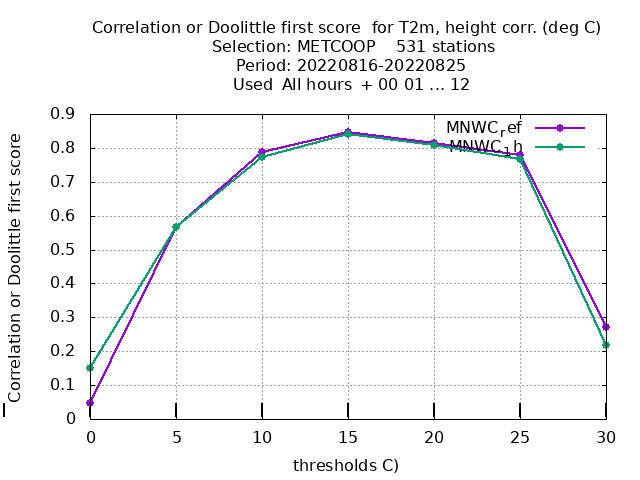 Correlation or Doolittle first score  for T2m, height corr. (deg C)
Selection: METCOOP    531 stations
Period: 20220816-20220825
Used  All hours  + 00 01 ... 12
Correlation or Doolittle first score
0.9
0.8
0.7
0.6
0.5
0.4
0.3
0.2
0.1
0
MNWC_ref
MNWC_1h
0 5 10 15 20 25 30
thresholds C)